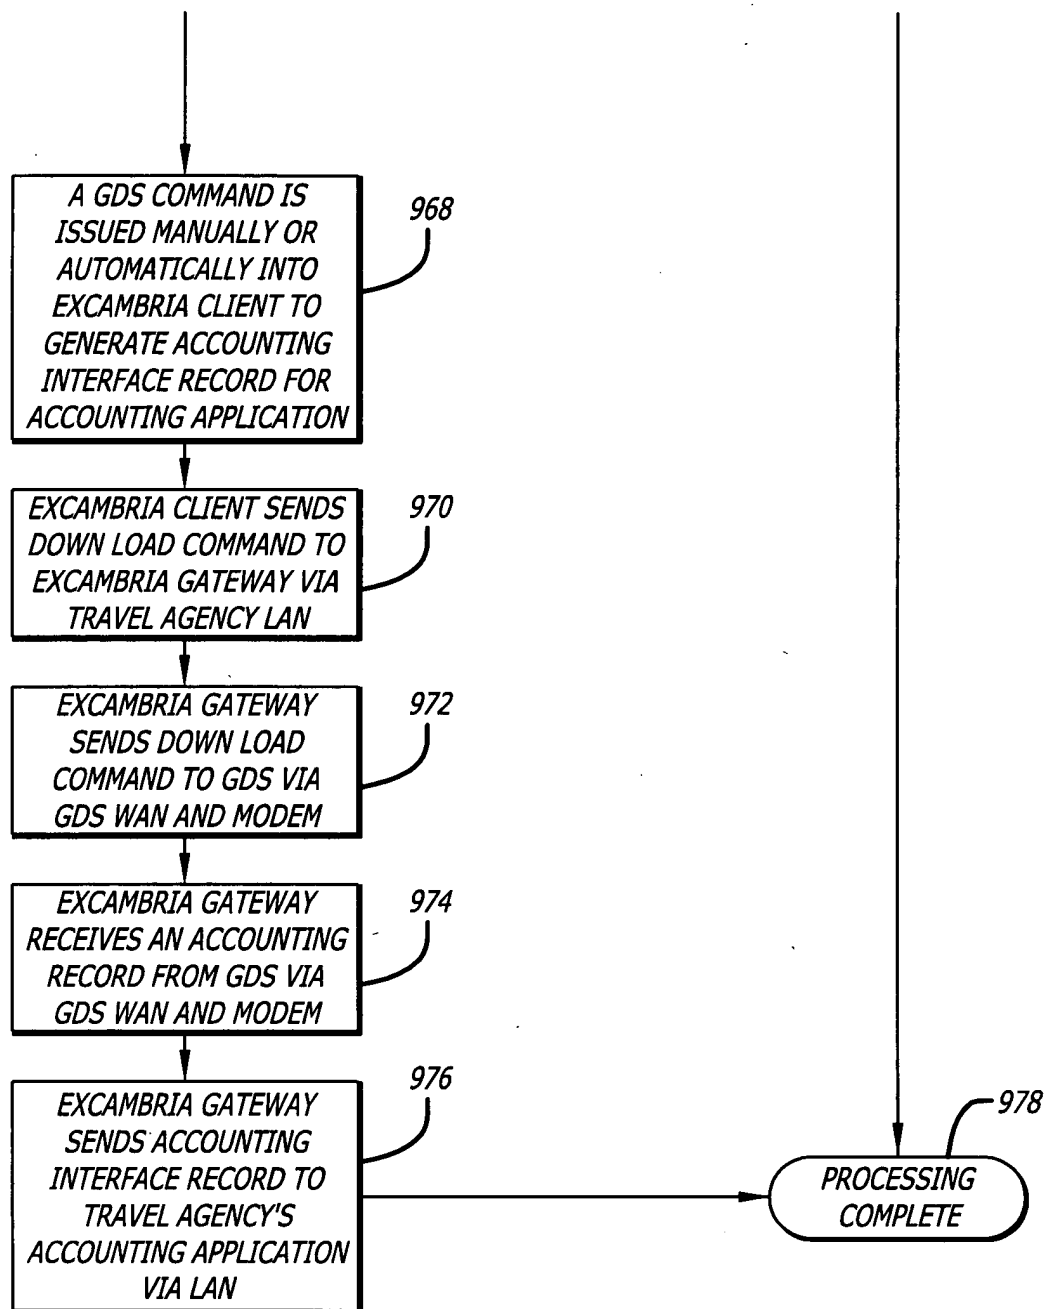 A GDS COMMAND IS
ISSUED MANUALLY OR
AUTOMATICALLY INTO
EXCAMBRIA CLIENT TO
GENERATE ACCOUNTING
INTERFACE RECORD FOR
ACCOUNTING APPLICATION
968
EXCAMBRIA CLIENT SENDS
DOWN LOAD COMMAND TO
EXCAMBRIA GATEWAY VIA
TRAVEL AGENCY LAN
970
EXCAMBRIA GATEWAY
SENDS DOWN LOAD
COMMAND TO GDS VIA
GDS WAN AND MODEM
972
EXCAMBRIA GATEWAY
RECEIVES AN ACCOUNTING
RECORD FROM GDS VIA
GDS WAN AND MODEM
974
EXCAMBRIA GATEWAY
SENDS ACCOUNTING
INTERFACE RECORD TO
TRAVEL AGENCY'S
ACCOUNTING APPLICATION
VIA LAN
976
PROCESSING
COMPLETE
978